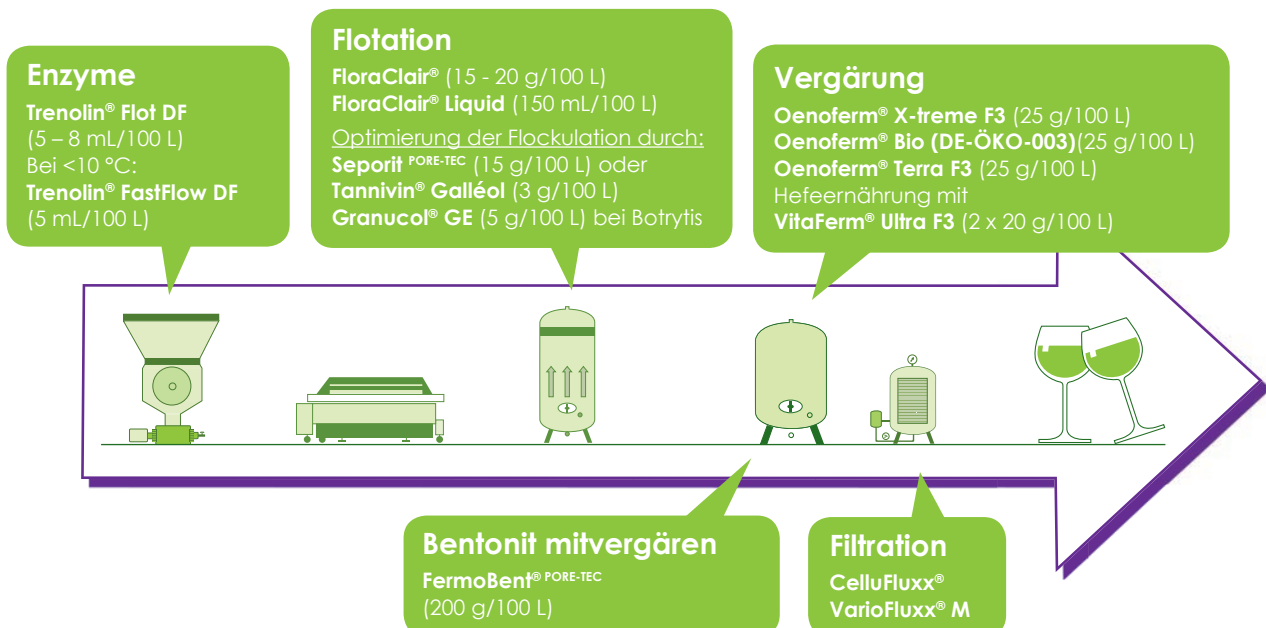 Enzyme
Trenolin® Flot DF
(5 – 8 mL/100 L)
Bei <10 °C:
Trenolin® FastFlow DF
(5 mL/100 L)
Flotation
FloraClair® (15 - 20 g/100 L)
FloraClair® Liquid (150 mL/100 L)
Optimierung der Flockulation durch:
Seporit PORE-TEC (15 g/100 L) oder
Tannivin® Galléol (3 g/100 L)
Granucol® GE (5 g/100 L) bei Botrytis
Vergärung
Oenoferm® X-treme F3 (25 g/100 L)
Oenoferm® Bio (DE-ÖKO-003)(25 g/100 L)
Oenoferm® Terra F3 (25 g/100 L)
Hefeernährung mit
VitaFerm® Ultra F3 (2 x 20 g/100 L)
Bentonit mitvergären
FermoBent® PORE-TEC
(200 g/100 L)
Filtration
CelluFluxx®
VarioFluxx® M